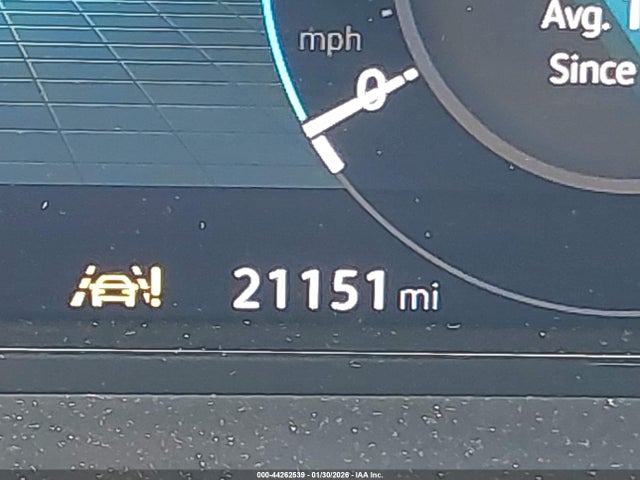 Avg.
mph
0
Since
21151 mi
000-44262539 - 01/30/2026 - IAA Inc.